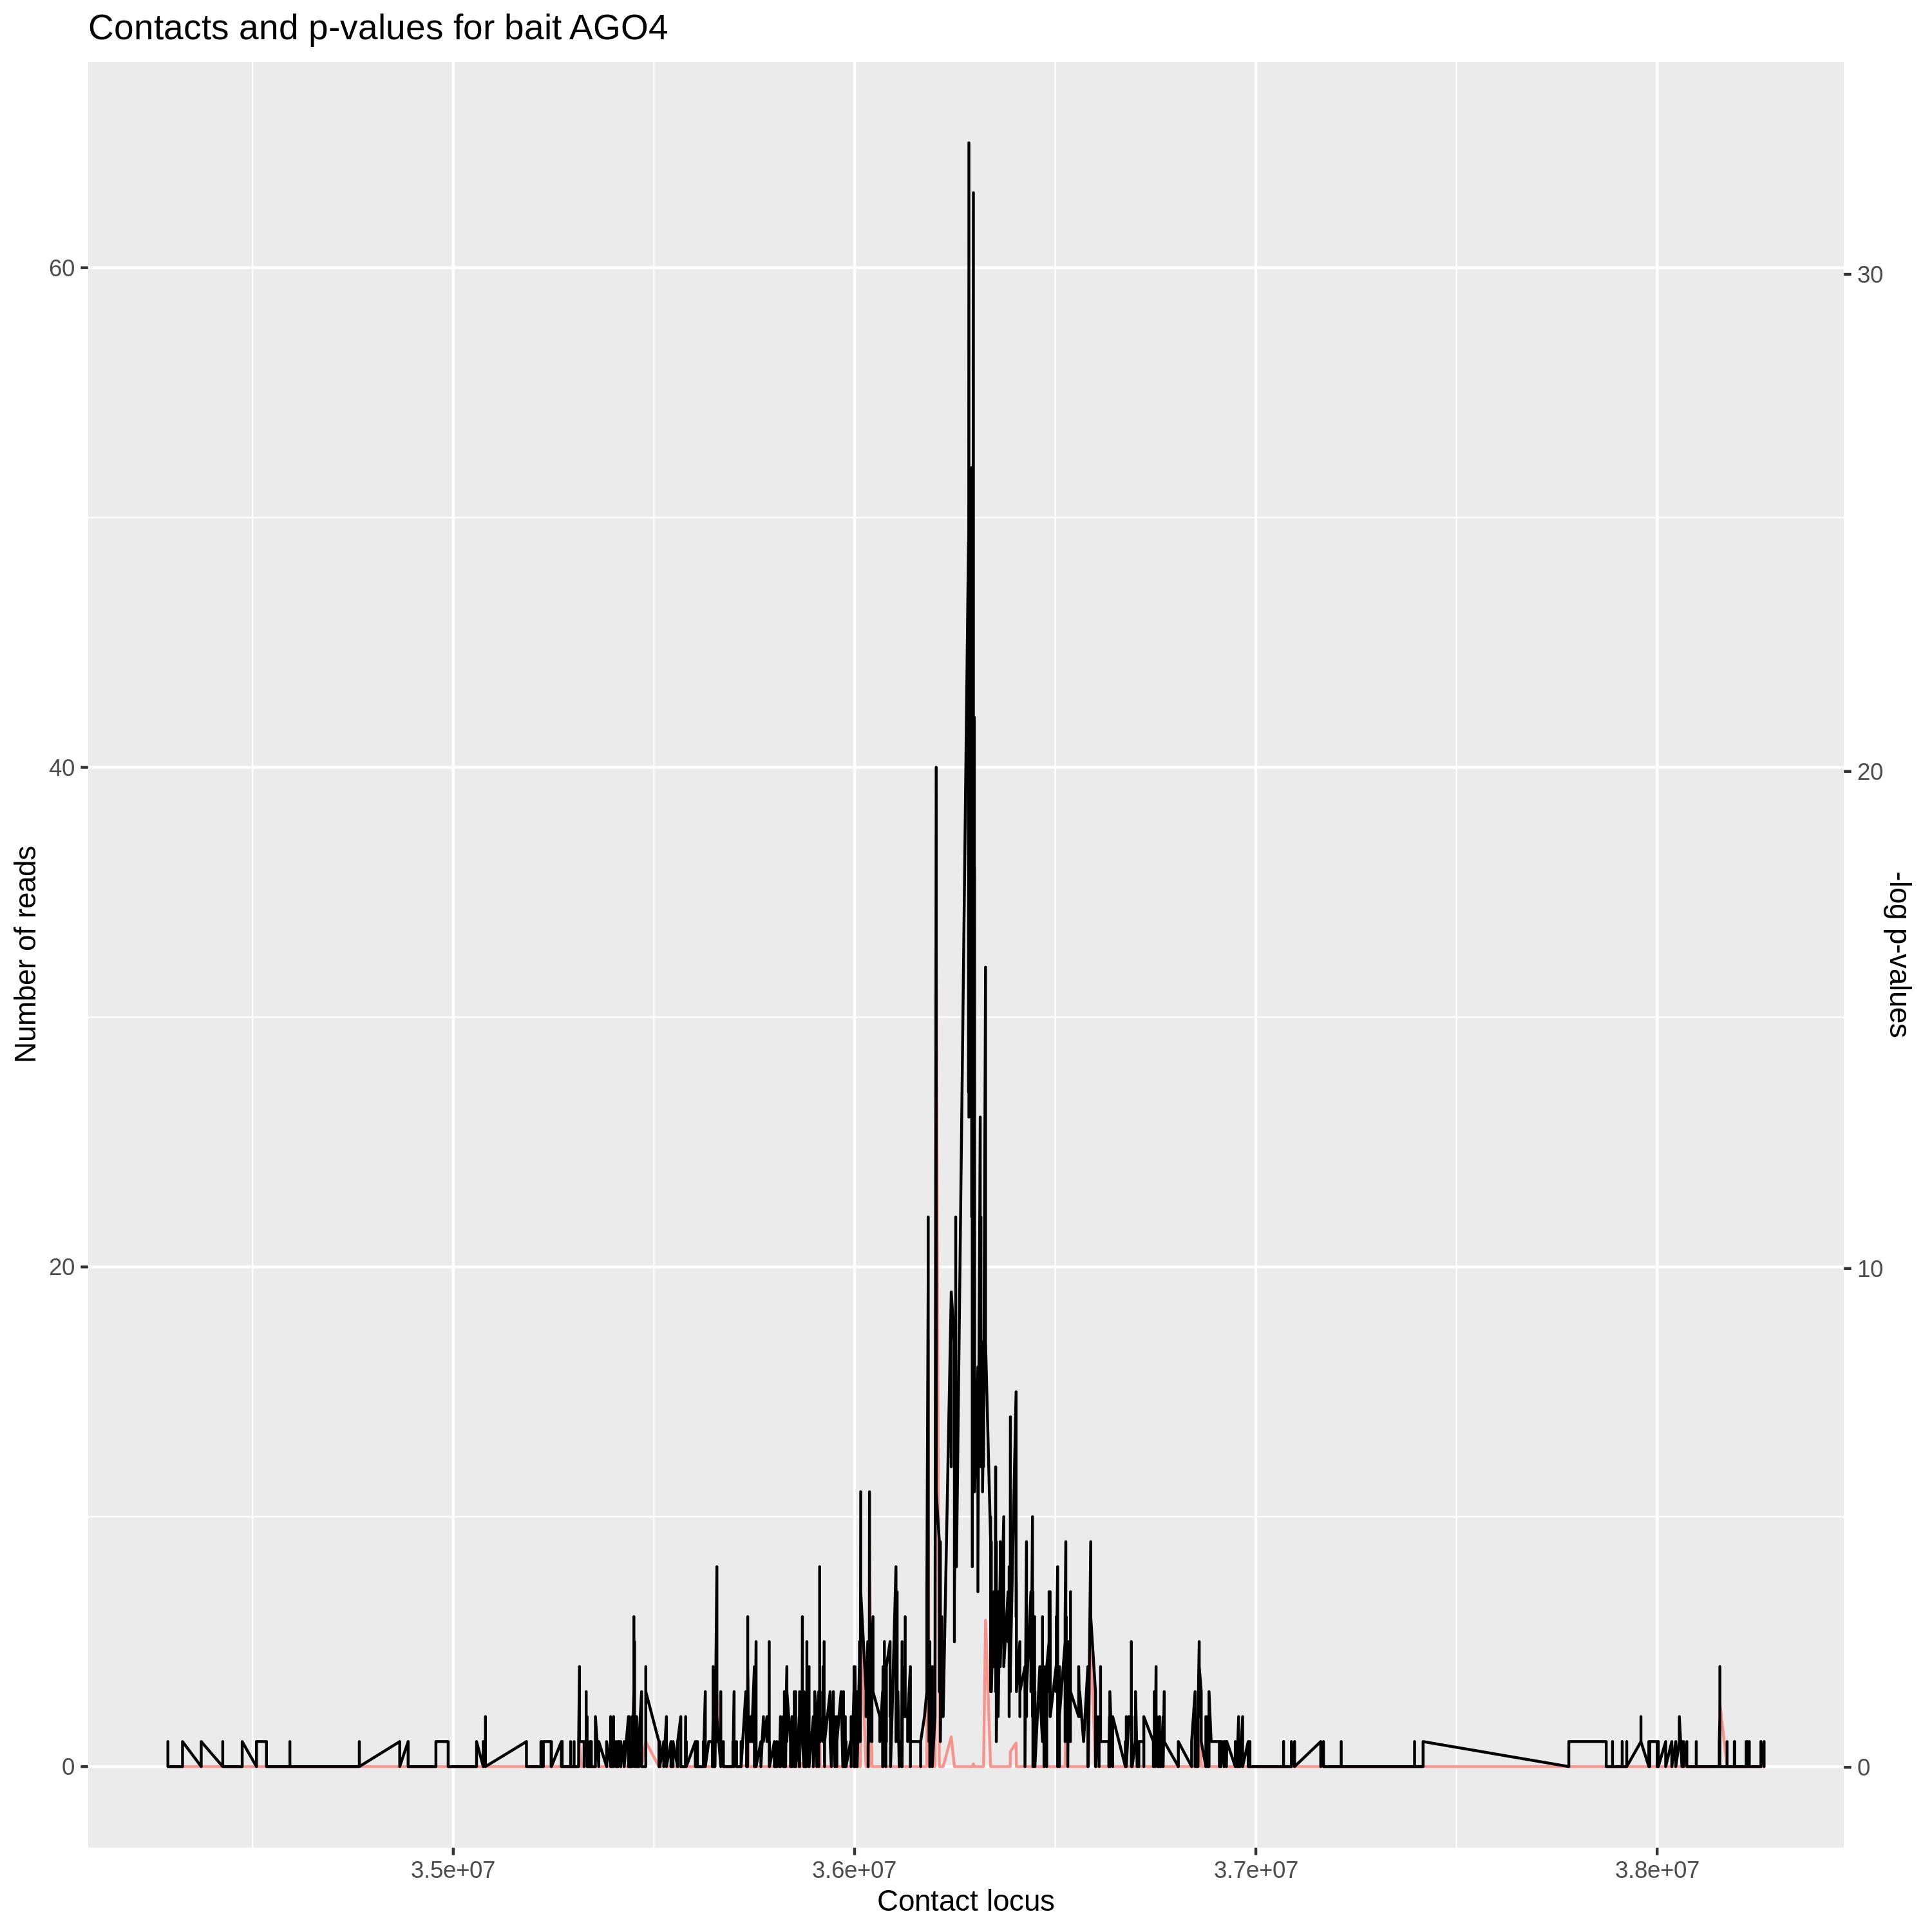 Contacts and p-values for bait AGO4
60
40
20
0
30
20
10
0
Number of reads
-log p-values
3.5e+07
3.6e+07
3.7e+07
3.8e+07
Contact locus